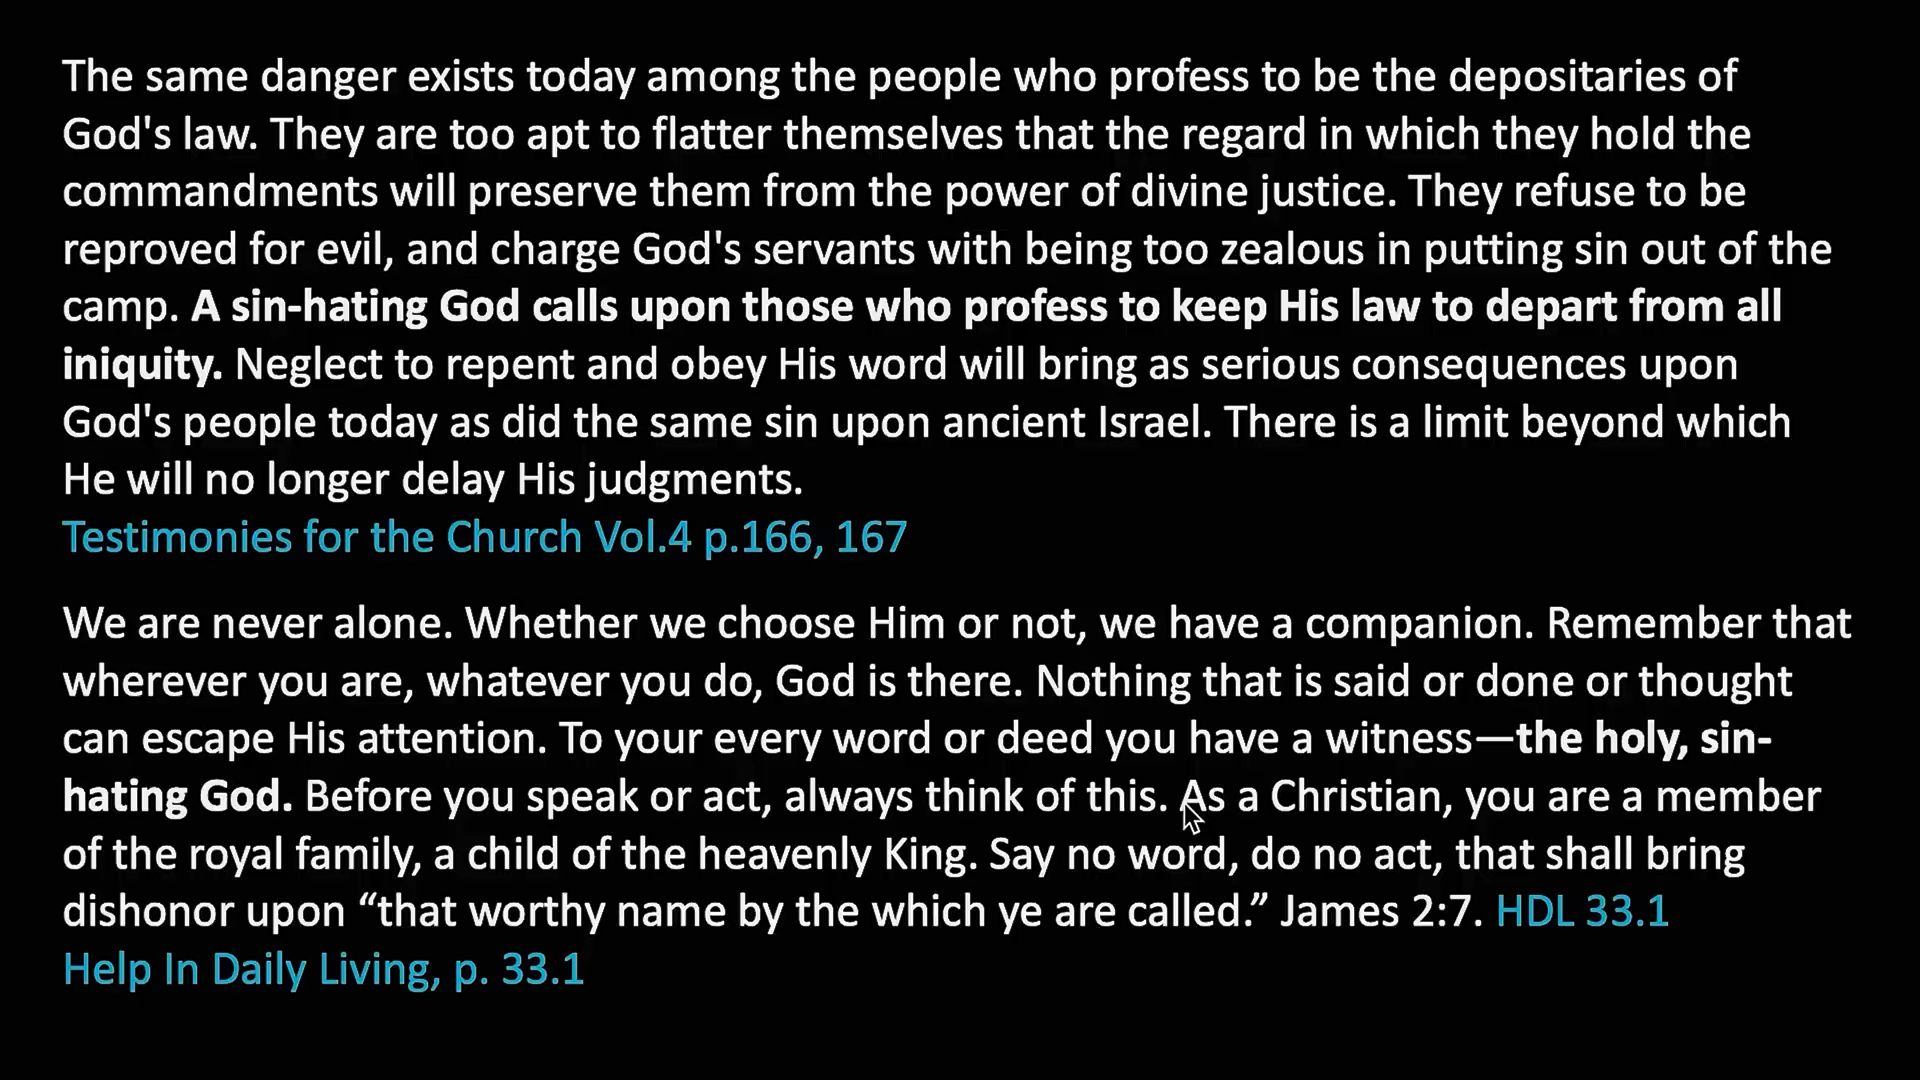 The same danger exists today among the people who profess to be the depositaries of
God's law. They are too apt to flatter themselves that the regard in which they hold the
commandments will preserve them from the power of divine justice. They refuse to be
reproved for evil, and charge God's servants with being too zealous in putting sin out of the
camp. A sin-hating God calls upon those who profess to keep His law to depart from all
iniquity. Neglect to repent and obey His word will bring as serious consequences upon
God's people today as did the same sin upon ancient Israel. There is a limit beyond which
He will no longer delay His judgments.
Testimonies for the Church Vol.4 p.166, 167
We are never alone. Whether we choose Him or not, we have a companion. Remember that
wherever you are, whatever you do, God is there. Nothing that is said or done or thought
can escape His attention. To your every word or deed you have a witness—the holy, sin-
hating God. Before you speak or act, always think of this. As a Christian, you are a member
of the royal family, a child of the heavenly King. Say no word, do no act, that shall bring
dishonor upon “that worthy name by the which ye are called.” James 2:7. HDL 33.1
Help In Daily Living, p. 33.1